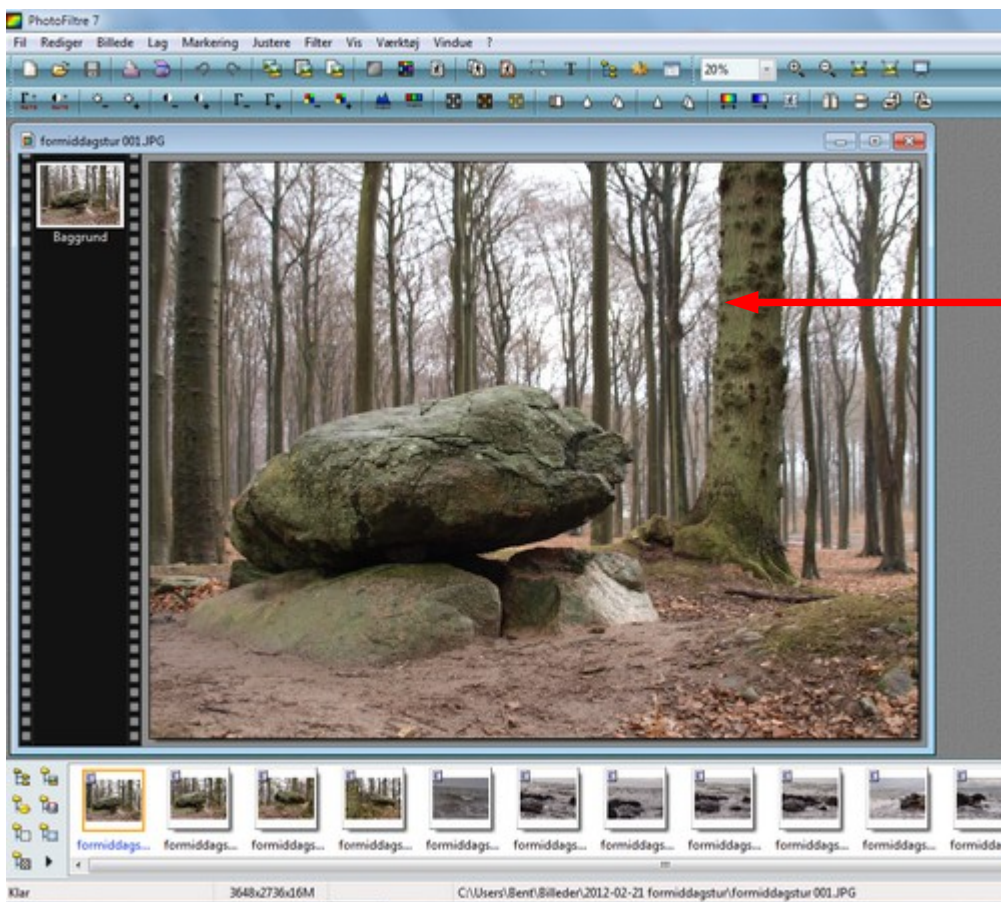 PhotoFiltre 7
Fil Rediger Billede Lag Markering Justere Filter Vis Værktøj Vindue ?
20%
formiddagstur 001.JPG
Baggrund
formiddags... formiddags... formiddags... formiddags... formiddags... formiddags... formiddags... formiddags... formiddags... formiddags... formidda
Klar 3648x2736x16M C:\Users\Bent\Billeder\2012-02-21 formiddagstur\formiddagstur 001.JPG